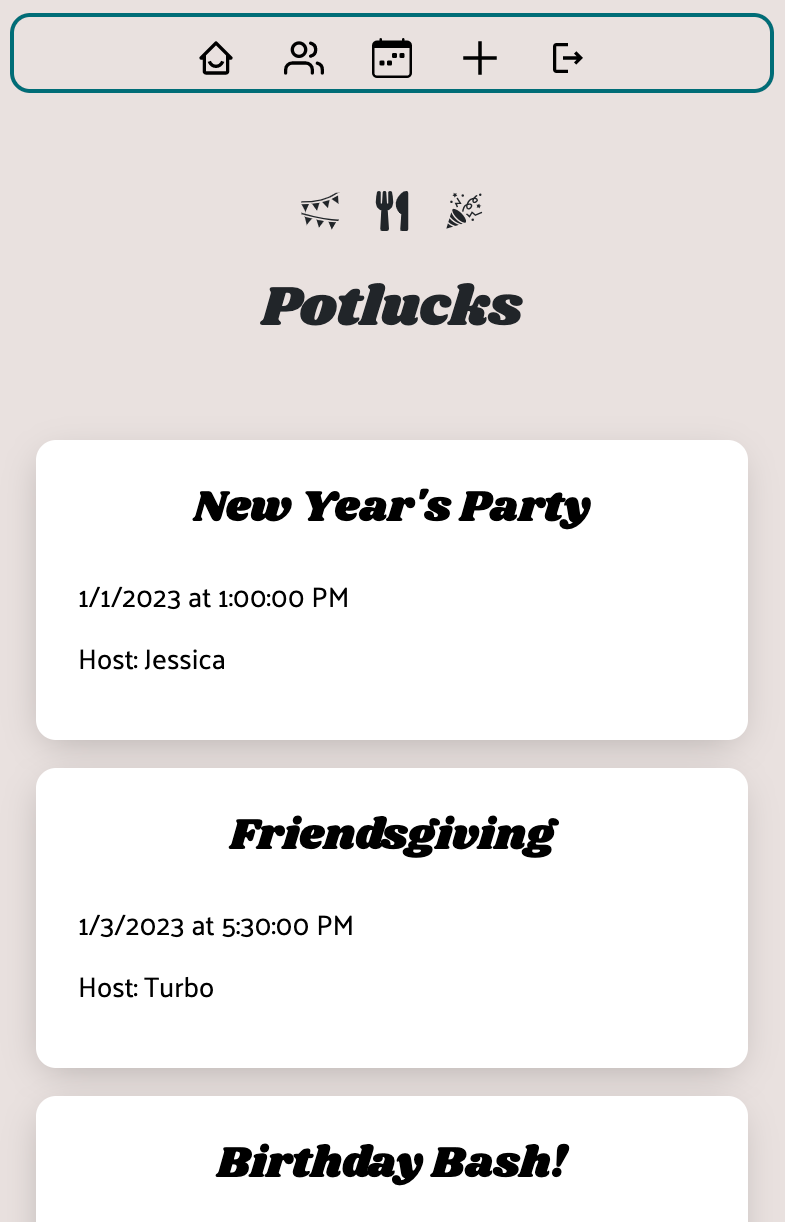 Potlucks
New Year's Party
1/1/2023 at 1:00:00 PM
Host: Jessica
Friendsgiving
1/3/2023 at 5:30:00 PM
Host: Turbo
Birthday Bash!